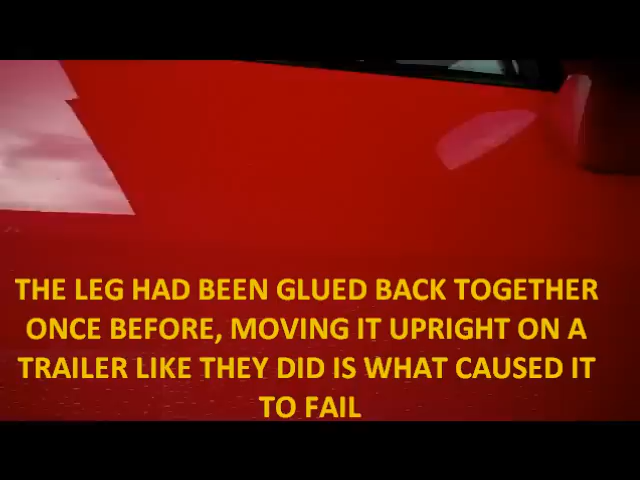 THE LEG HAD BEEN GLUED BACK TOGETHER
ONCE BEFORE, MOVING IT UPRIGHT ON A
TRAILER LIKE THEY DID IS WHAT CAUSED IT
TO FAIL